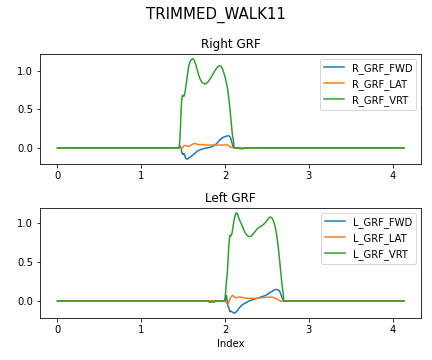 TRIMMED_WALK11
Right GRF
R_GRF_FWD
R_GRF_LAT
R_GRF_VRT
1.0
0.5
0.0
0 1 2 3 4
Left GRF
L_GRF_FWD
L_GRF_LAT
L_GRF_VRT
1.0
0.5
0.0
0 1 2 3 4
Index